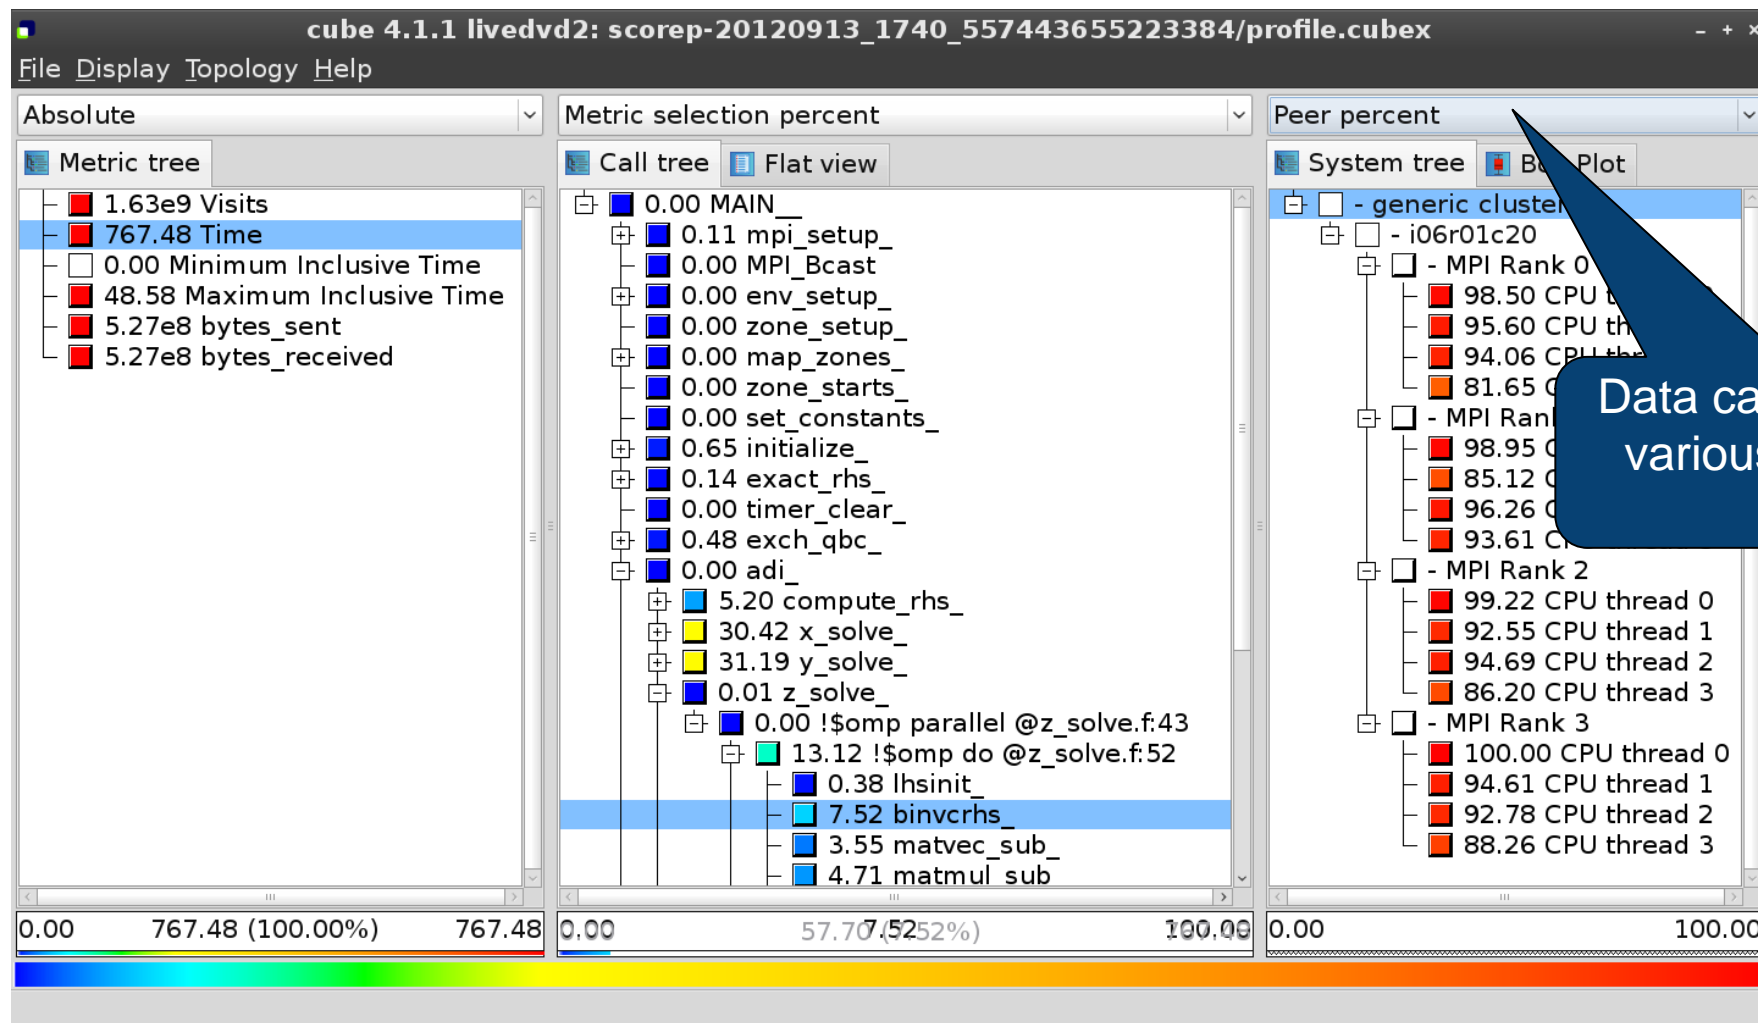 cube 4.1.1 livedvd2: scorep-20120913_1740_557443655223384/profile.cubex
File Display Topology Help
Absolute
Metric tree
1.63e9 Visits
767.48 Time
0.00 Minimum Inclusive Time
48.58 Maximum Inclusive Time
5.27e8 bytes_sent
5.27e8 bytes_received
0.00 767.48 (100.00%) 767.48
Metric selection percent
Call tree Flat view
0.00 MAIN__
0.11 mpi_setup_
0.00 MPI_Bcast
0.00 env_setup_
0.00 zone_setup_
0.00 map_zones_
0.00 zone_starts_
0.00 set_constants_
0.65 initialize_
0.14 exact_rhs_
0.00 timer_clear_
0.48 exch_qbc_
0.00 adi_
5.20 compute_rhs_
30.42 x_solve_
31.19 y_solve_
0.01 z_solve_
0.00 !$omp parallel @z_solve.f:43
13.12 !$omp do @z_solve.f:52
0.38 lhsinit_
7.52 binvcrhs_
3.55 matvec_sub_
4.71 matmul_sub
0.00 7.52 100.00
57.70 (7.52%)
Peer percent
System tree Plot
- generic cluster
- i06r01c20
- MPI Rank 0
98.50 CPU
95.60 CPU
94.06 CPU
81.65
- MPI Rank
98.95
85.12
96.26
93.61
- MPI Rank 2
99.22 CPU thread 0
92.55 CPU thread 1
94.69 CPU thread 2
86.20 CPU thread 3
- MPI Rank 3
100.00 CPU thread 0
94.61 CPU thread 1
92.78 CPU thread 2
88.26 CPU thread 3
0.00 100.00
Data